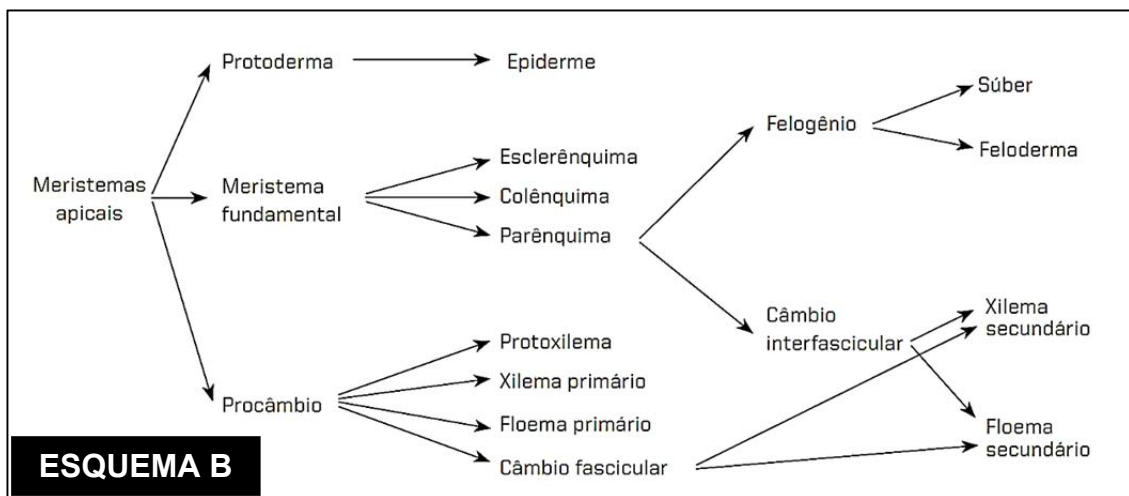 Protoderma
Epiderme
Súber
Felogênio
Feloderma
Meristemas
apicais
Meristema
fundamental
Esclerênquima
Colênquima
Parênquima
Câmbio
interfascicular
Xilema
secundário
Procâmbio
Protoxilema
Xilema primário
Floema primário
Câmbio fascicular
Floema
secundário
ESQUEMA B